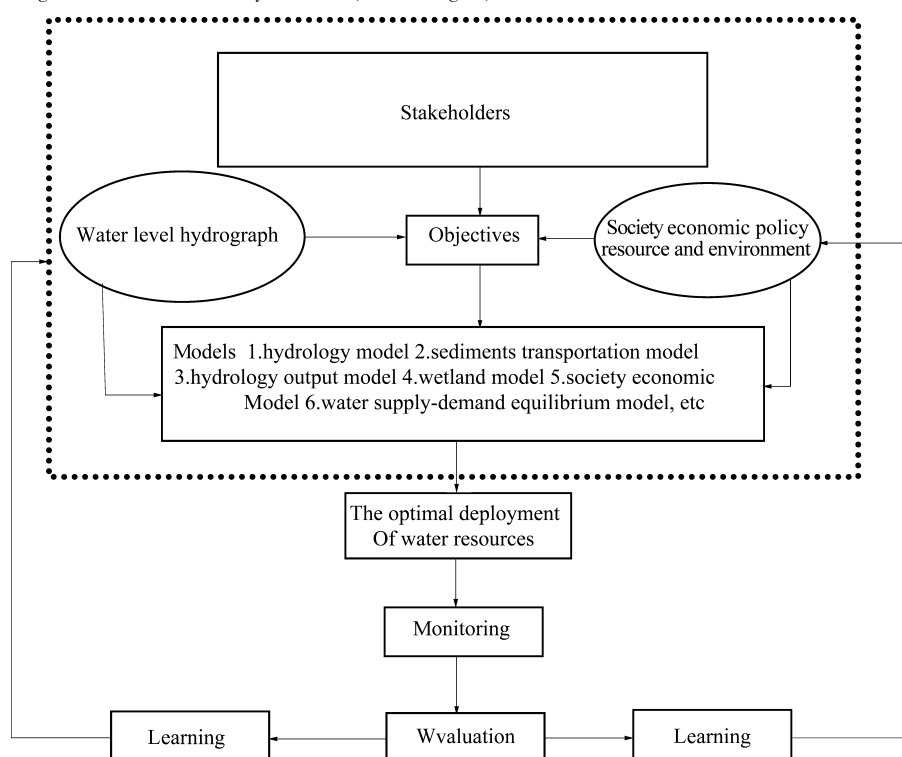 Stakeholders
Water level hydrograph
Objectives
Society economic policy
resource and environment
Models 1.hydrology model 2.sediments transportation model
3.hydrology output model 4.wetland model 5.society economic
Model 6.water supply-demand equilibrium model, etc
The optimal deployment
Of water resources
Monitoring
Learning
Wvaluation
Learning